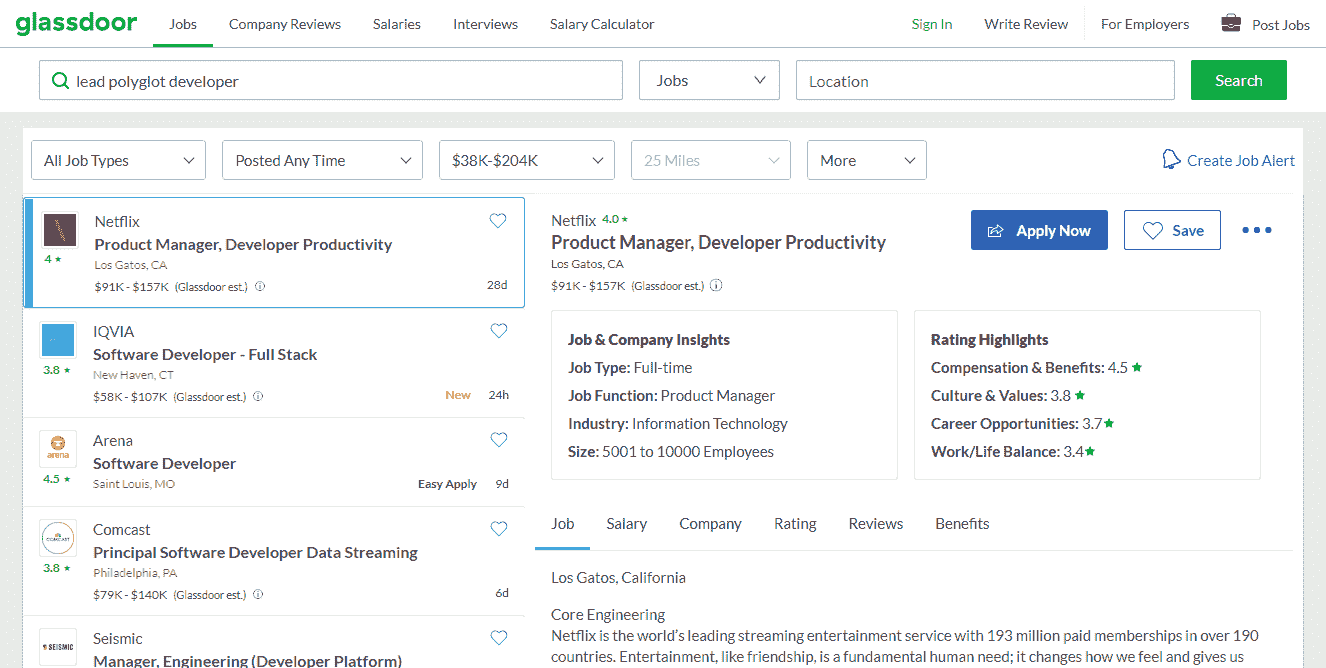 glassdoor Jobs Company Reviews Salaries Interviews Salary Calculator Sign In Write Review For Employers Post Jobs
lead polyglot developer Jobs Location Search
All Job Types Posted Any Time $38K-$204K 25 Miles More Create Job Alert
Netflix
Product Manager, Developer Productivity
4 ★ Los Gatos, CA
$91K - $157K (Glassdoor est.) 28d
IQVIA
Software Developer - Full Stack
3.8 ★ New Haven, CT
$58K - $107K (Glassdoor est.) New 24h
arena
Arena
Software Developer
4.5 ★ Saint Louis, MO Easy Apply 9d
COMCAST
Comcast
Principal Software Developer Data Streaming
3.8 ★ Philadelphia, PA
$79K - $140K (Glassdoor est.) 6d
SEISMIC
Seismic
Manager, Engineering (Developer Platform)
Netflix 4.0 ★
Product Manager, Developer Productivity
Los Gatos, CA
$91K - $157K (Glassdoor est.)
Apply Now Save
Job & Company Insights
Job Type: Full-time
Job Function: Product Manager
Industry: Information Technology
Size: 5001 to 10000 Employees
Rating Highlights
Compensation & Benefits: 4.5 ★
Culture & Values: 3.8 ★
Career Opportunities: 3.7 ★
Work/Life Balance: 3.4 ★
Job Salary Company Rating Reviews Benefits
Los Gatos, California
Core Engineering
Netflix is the world's leading streaming entertainment service with 193 million paid memberships in over 190
countries. Entertainment, like friendship, is a fundamental human need; it changes how we feel and gives us